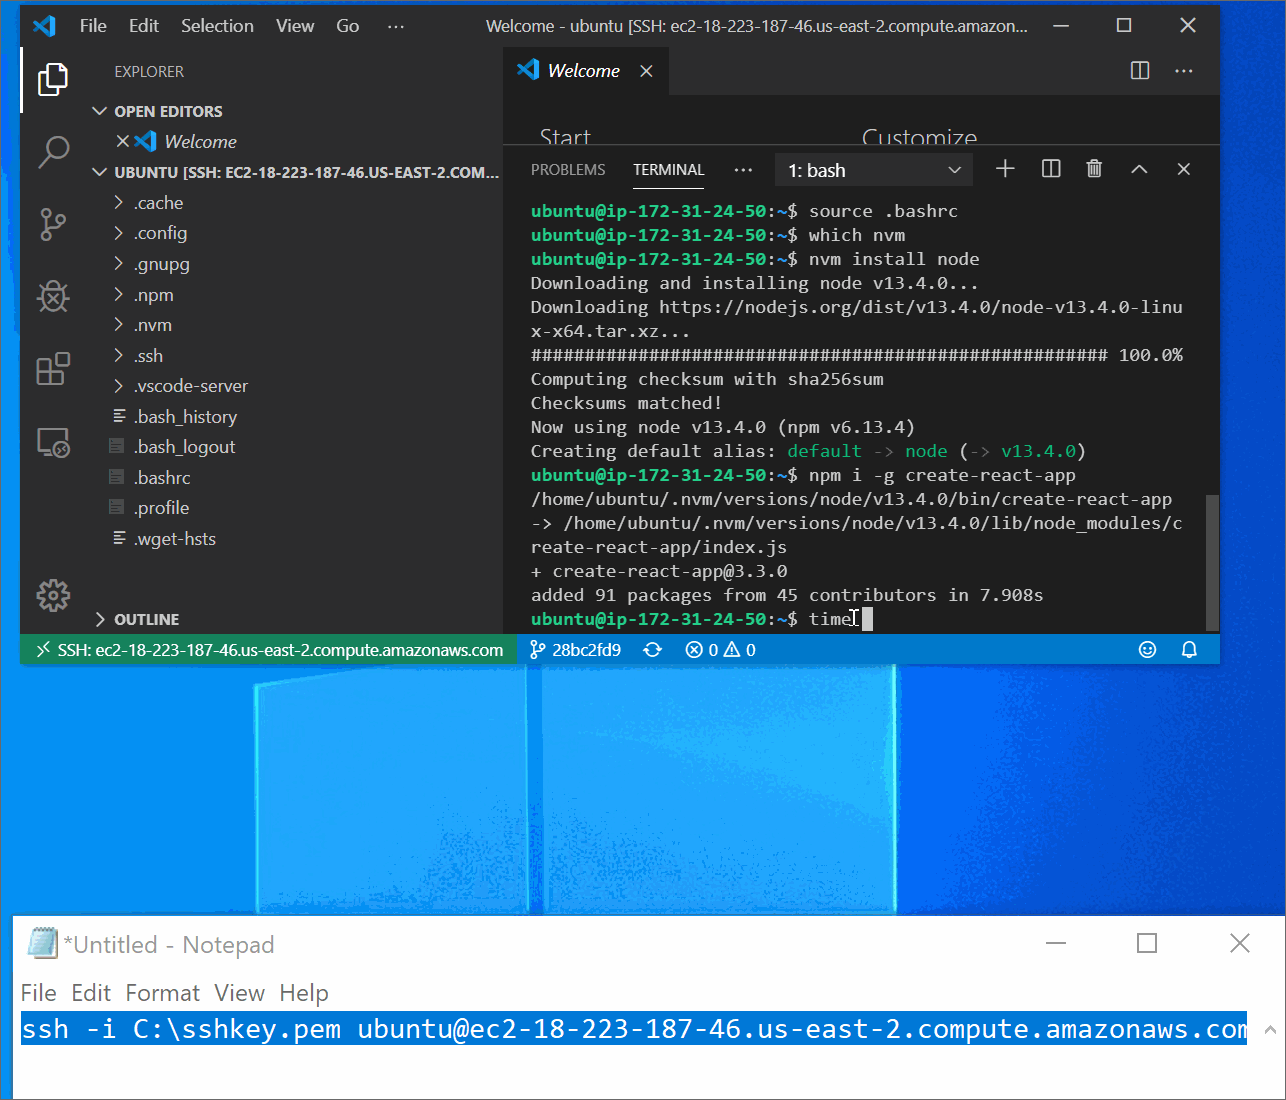 File Edit Selection View Go ··· Welcome - ubuntu [SSH: ec2-18-223-187-46.us-east-2.compute.amazon...
EXPLORER
OPEN EDITORS
Welcome
UBUNTU [SSH: EC2-18-223-187-46.US-EAST-2.COM...
.cache
.config
.gnupg
.npm
.nvm
.ssh
.vscode-server
.bash_history
.bash_logout
.bashrc
.profile
.wget-hsts
OUTLINE
Welcome
Start Customize
PROBLEMS TERMINAL ··· 1: bash
ubuntu@ip-172-31-24-50:~$ source .bashrc
ubuntu@ip-172-31-24-50:~$ which nvm
ubuntu@ip-172-31-24-50:~$ nvm install node
Downloading and installing node v13.4.0...
Downloading https://nodejs.org/dist/v13.4.0/node-v13.4.0-linu
x-x64.tar.xz...
###################################################### 100.0%
Computing checksum with sha256sum
Checksums matched!
Now using node v13.4.0 (npm v6.13.4)
Creating default alias: default -> node (-> v13.4.0)
ubuntu@ip-172-31-24-50:~$ npm i -g create-react-app
/home/ubuntu/.nvm/versions/node/v13.4.0/bin/create-react-app
-> /home/ubuntu/.nvm/versions/node/v13.4.0/lib/node_modules/c
reate-react-app/index.js
+ create-react-app@3.3.0
added 91 packages from 45 contributors in 7.908s
ubuntu@ip-172-31-24-50:~$ time
SSH: ec2-18-223-187-46.us-east-2.compute.amazonaws.com 28bc2fd9 0 0
*Untitled - Notepad
File Edit Format View Help
ssh -i C:\sshkey.pem ubuntu@ec2-18-223-187-46.us-east-2.compute.amazonaws.com